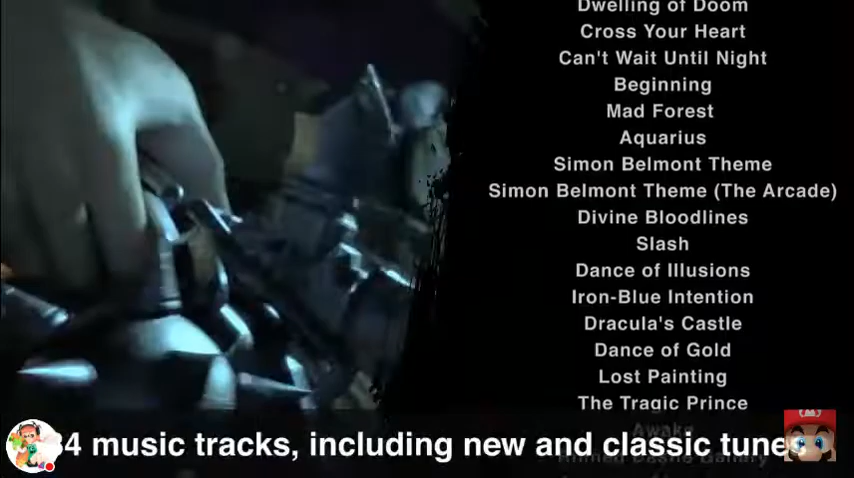 Dwelling of Doom
Cross Your Heart
Can't Wait Until Night
Beginning
Mad Forest
Aquarius
Simon Belmont Theme
Simon Belmont Theme (The Arcade)
Divine Bloodlines
Slash
Dance of Illusions
Iron-Blue Intention
Dracula's Castle
Dance of Gold
Lost Painting
The Tragic Prince
Awake
4 music tracks, including new and classic tunes